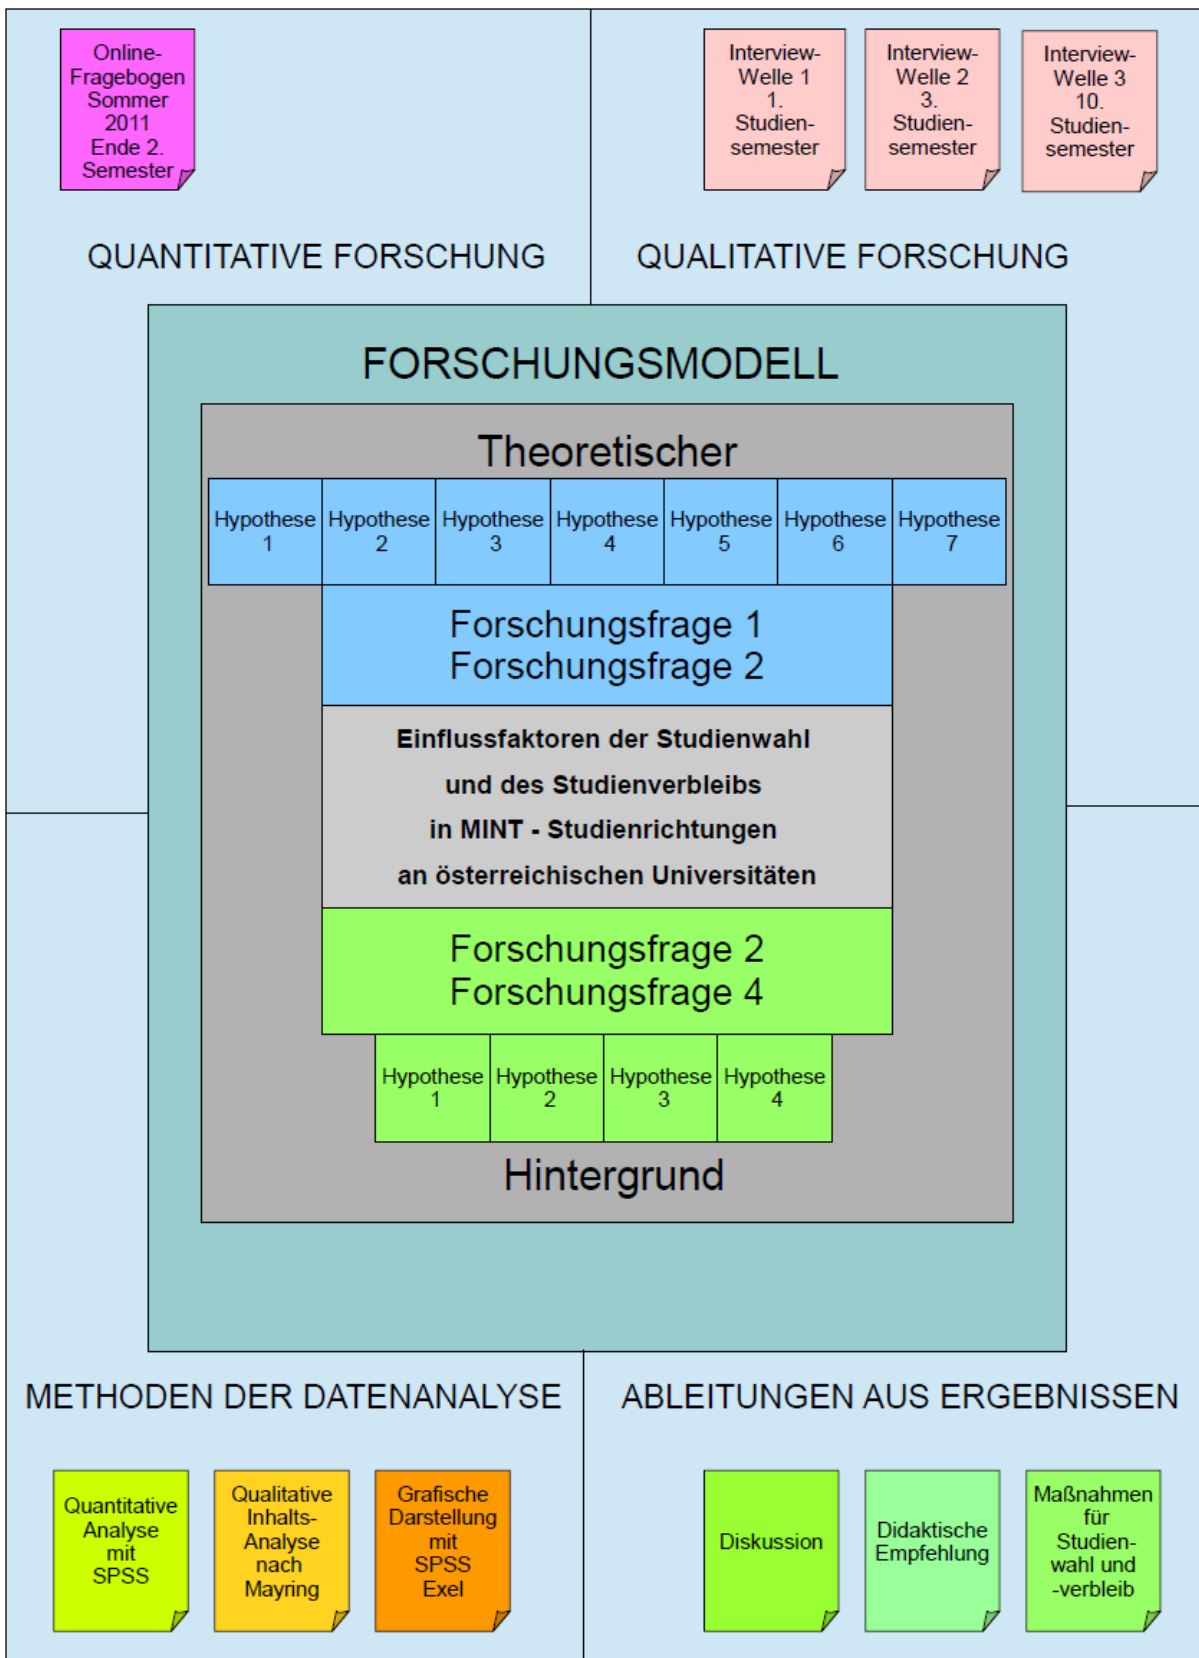 Online-
Fragebogen
Sommer
2011
Ende 2.
Semester
Interview-
Welle 1
1.
Studien-
semester
Interview-
Welle 2
3.
Studien-
semester
Interview-
Welle 3
10.
Studien-
semester
QUANTITATIVE FORSCHUNG
QUALITATIVE FORSCHUNG
FORSCHUNGSMODELL
Theoretischer
Hypothese
1
Hypothese
2
Hypothese
3
Hypothese
4
Hypothese
5
Hypothese
6
Hypothese
7
Forschungsfrage 1
Forschungsfrage 2
Einflussfaktoren der Studienwahl
und des Studienverbleibs
in MINT - Studienrichtungen
an österreichischen Universitäten
Forschungsfrage 2
Forschungsfrage 4
Hypothese
1
Hypothese
2
Hypothese
3
Hypothese
4
Hintergrund
METHODEN DER DATENANALYSE
ABLEITUNGEN AUS ERGEBNISSEN
Quantitative
Analyse
mit
SPSS
Qualitative
Inhalts-
Analyse
nach
Mayring
Grafische
Darstellung
mit
SPSS
Exel
Diskussion
Didaktische
Empfehlung
Maßnahmen
für
Studien-
wahl und
-verbleib